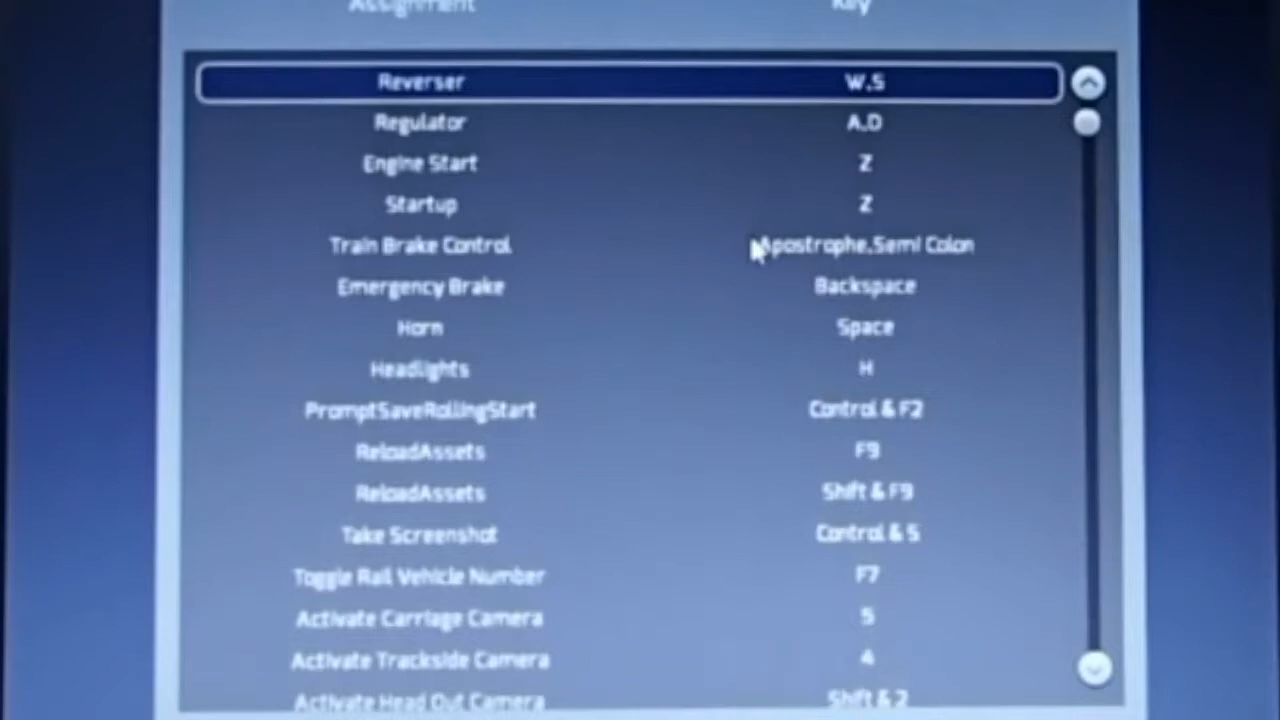 Assignment Key
Reverser W,S
Regulator A,D
Engine Start Z
Startup Z
Train Brake Control Apostrophe,Semi Colon
Emergency Brake Backspace
Horn Space
Headlights H
PromptSaveRollingStart Control & F2
ReloadAssets F9
ReloadAssets Shift & F9
Take Screenshot Control & S
Toggle Rail Vehicle Number F7
Activate Carriage Camera 5
Activate Trackside Camera 4
Activate Head Out Camera Shift & 2